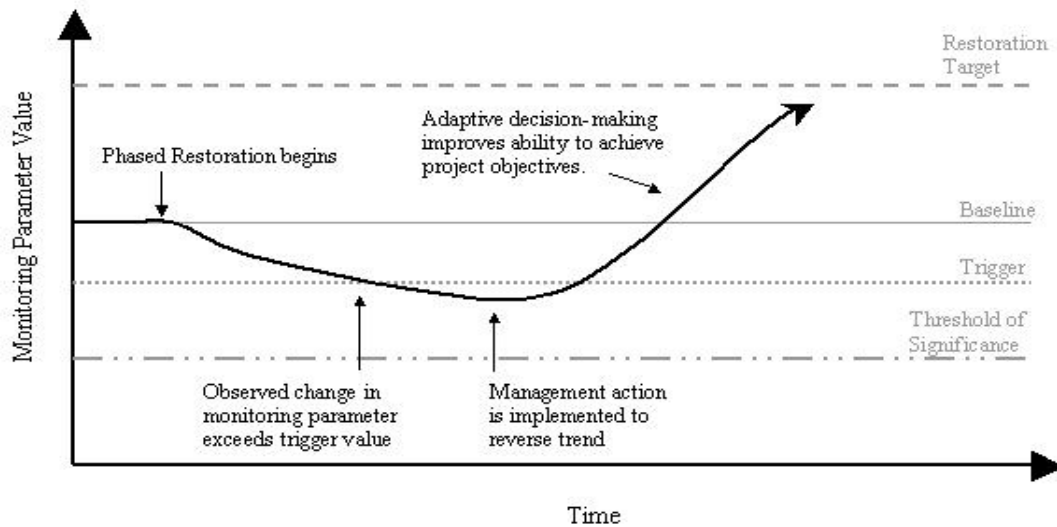 Restoration
Target
Adaptive decision-making
improves ability to achieve
project objectives.
Phased Restoration begins
Monitoring Parameter Value
Baseline
Trigger
Threshold of
Significance
Observed change in
monitoring parameter
exceeds trigger value
Management action
is implemented to
reverse trend
Time